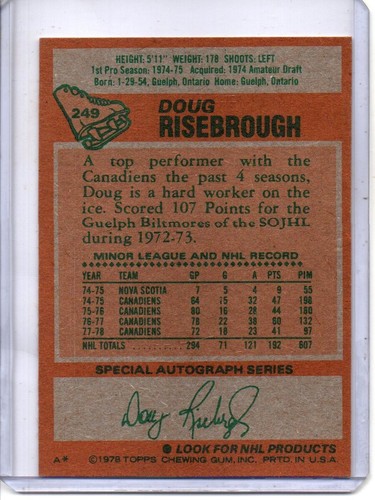 HEIGHT: 5'11" WEIGHT: 178 SHOOTS: LEFT
1st Pro Season: 1974-75 Acquired: 1974 Amateur Draft
Born: 1-29-54, Guelph, Ontario Home: Guelph, Ontario
249
DOUG
RISEBROUGH
A top performer with the
Canadiens the past 4 seasons,
Doug is a hard worker on the
ice. Scored 107 Points for the
Guelph Biltmores of the SOJHL
during 1972-73.
MINOR LEAGUE AND NHL RECORD
YEAR TEAM GP G A PTS PIM
74-75 NOVA SCOTIA 7 5 4 9 55
74-75 CANADIENS 64 15 32 47 198
75-76 CANADIENS 80 16 28 44 180
76-77 CANADIENS 78 22 38 60 132
77-78 CANADIENS 72 18 23 41 97
NHL TOTALS 294 71 121 192 607
SPECIAL AUTOGRAPH SERIES
Doug Risebrough
LOOK FOR NHL PRODUCTS
A* ©1978 TOPPS CHEWING GUM, INC. PRTD. IN U.S.A.